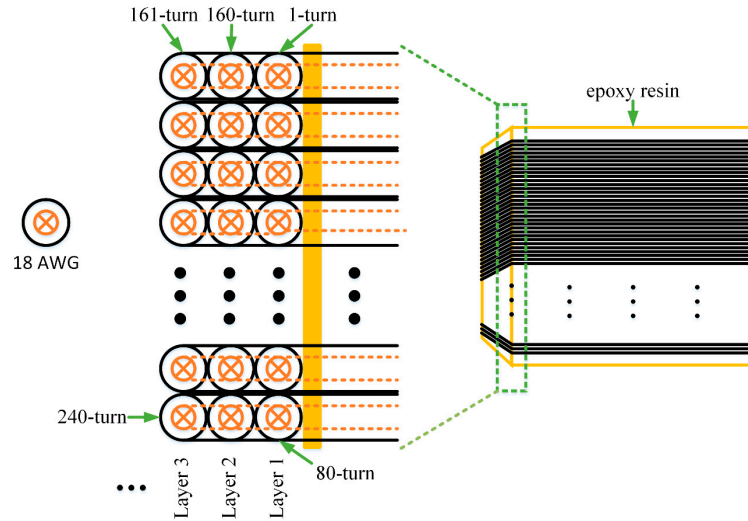 161-turn
160-turn
1-turn
epoxy resin
18 AWG
240-turn
80-turn
Layer 3
Layer 2
Layer 1